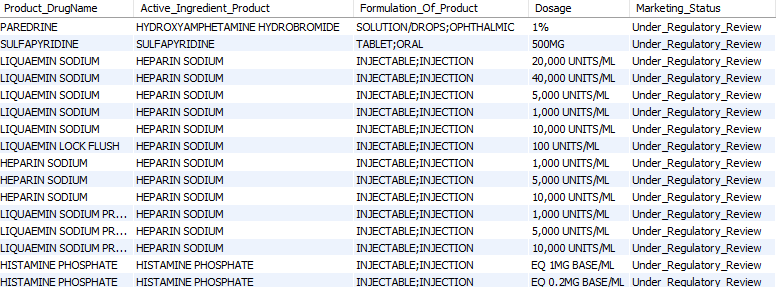 Product_DrugName Active_Ingredient_Product Formulation_Of_Product Dosage Marketing_Status
PAREDRINE HYDROXYAMPHETAMINE HYDROBROMIDE SOLUTION/DROPS;OPHTHALMIC 1% Under_Regulatory_Review
SULFAPYRIDINE SULFAPYRIDINE TABLET;ORAL 500MG Under_Regulatory_Review
LIQUAEMIN SODIUM HEPARIN SODIUM INJECTABLE;INJECTION 20,000 UNITS/ML Under_Regulatory_Review
LIQUAEMIN SODIUM HEPARIN SODIUM INJECTABLE;INJECTION 40,000 UNITS/ML Under_Regulatory_Review
LIQUAEMIN SODIUM HEPARIN SODIUM INJECTABLE;INJECTION 5,000 UNITS/ML Under_Regulatory_Review
LIQUAEMIN SODIUM HEPARIN SODIUM INJECTABLE;INJECTION 1,000 UNITS/ML Under_Regulatory_Review
LIQUAEMIN SODIUM HEPARIN SODIUM INJECTABLE;INJECTION 10,000 UNITS/ML Under_Regulatory_Review
LIQUAEMIN LOCK FLUSH HEPARIN SODIUM INJECTABLE;INJECTION 100 UNITS/ML Under_Regulatory_Review
HEPARIN SODIUM HEPARIN SODIUM INJECTABLE;INJECTION 1,000 UNITS/ML Under_Regulatory_Review
HEPARIN SODIUM HEPARIN SODIUM INJECTABLE;INJECTION 5,000 UNITS/ML Under_Regulatory_Review
HEPARIN SODIUM HEPARIN SODIUM INJECTABLE;INJECTION 10,000 UNITS/ML Under_Regulatory_Review
LIQUAEMIN SODIUM PR... HEPARIN SODIUM INJECTABLE;INJECTION 1,000 UNITS/ML Under_Regulatory_Review
LIQUAEMIN SODIUM PR... HEPARIN SODIUM INJECTABLE;INJECTION 5,000 UNITS/ML Under_Regulatory_Review
LIQUAEMIN SODIUM PR... HEPARIN SODIUM INJECTABLE;INJECTION 10,000 UNITS/ML Under_Regulatory_Review
HISTAMINE PHOSPHATE HISTAMINE PHOSPHATE INJECTABLE;INJECTION EQ 1MG BASE/ML Under_Regulatory_Review
HISTAMINE PHOSPHATE HISTAMINE PHOSPHATE INJECTABLE;INJECTION EQ 0.2MG BASE/ML Under_Regulatory_Review